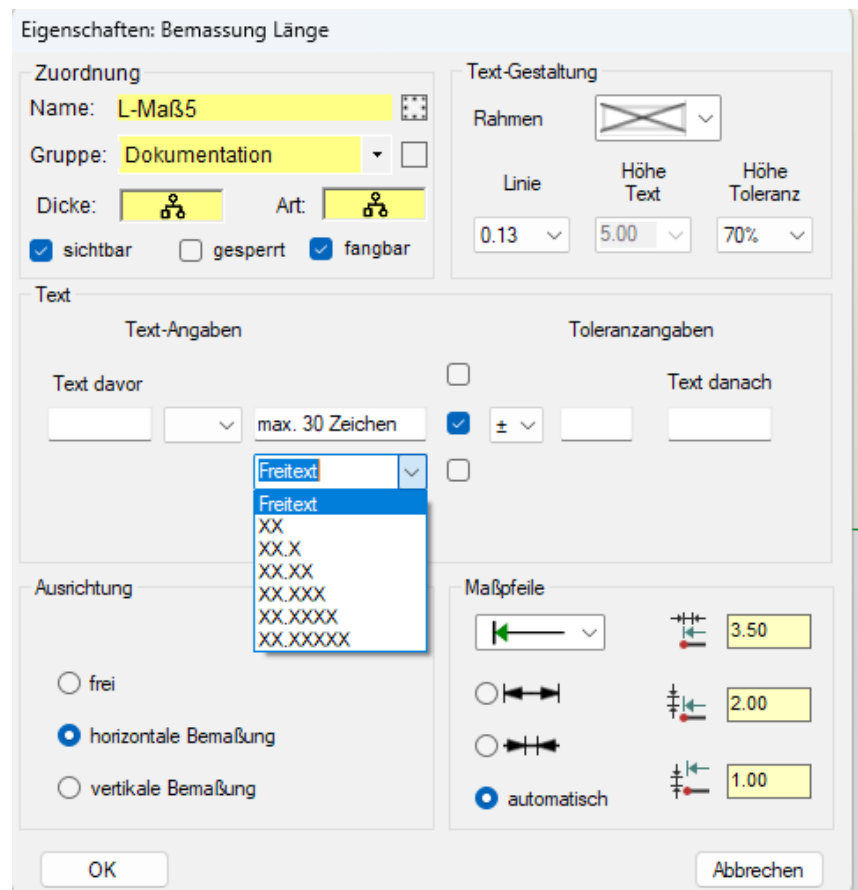 Eigenschaften: Bemassung Länge
Zuordnung
Name: L-Maß5
Gruppe: Dokumentation
Dicke: Art:
sichtbar gesperrt fangbar
Text-Gestaltung
Rahmen
Linie Höhe Text Höhe Toleranz
0.13 5.00 70%
Text
Text-Angaben Toleranzangaben
Text davor Text danach
max. 30 Zeichen ±
Freitext
Freitext
XX
XX.X
XX.XX
XX.XXX
XX.XXXX
XX.XXXXX
Ausrichtung
frei
horizontale Bemaßung
vertikale Bemaßung
Maßpfeile
3.50
2.00
automatisch 1.00
OK Abbrechen